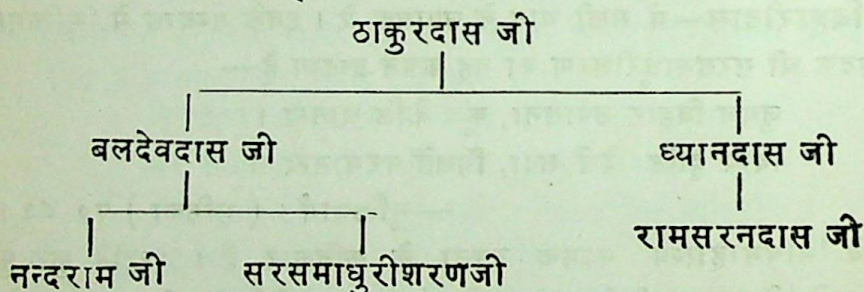 ठाकुरदास जी
बलदेवदास जी ध्यानदास जी
रामसरनदास जी
नन्दराम जी सरसमाधुरीशरणजी